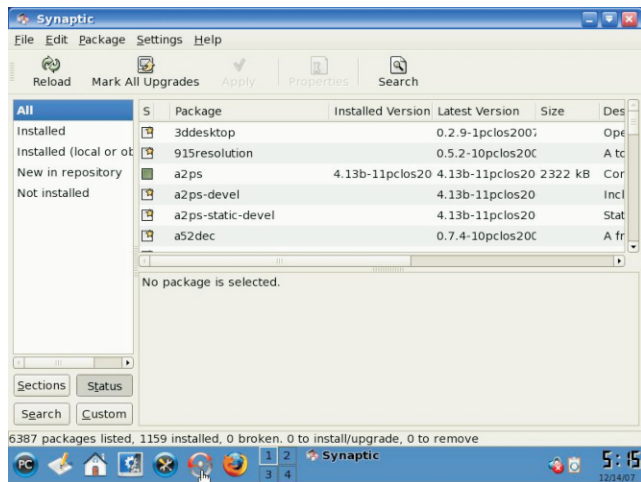 Synaptic
File Edit Package Settings Help
Reload Mark All Upgrades Apply Properties Search
All
Installed
Installed (local or ob
New in repository
Not installed
S Package Installed Version Latest Version Size Des
3ddesktop 0.2.9-1pclos2007 Ope
915resolution 0.5.2-10pclos200 A to
a2ps 4.13b-11pclos20 4.13b-11pclos20 2322 kB Cor
a2ps-devel 4.13b-11pclos20 Incl
a2ps-static-devel 4.13b-11pclos20 Stat
a52dec 0.7.4-10pclos200 A fr
No package is selected.
Sections Status
Search Custom
6387 packages listed, 1159 installed, 0 broken. 0 to install/upgrade, 0 to remove
PC 1 2 3 4 Synaptic 5:15
12/14/07